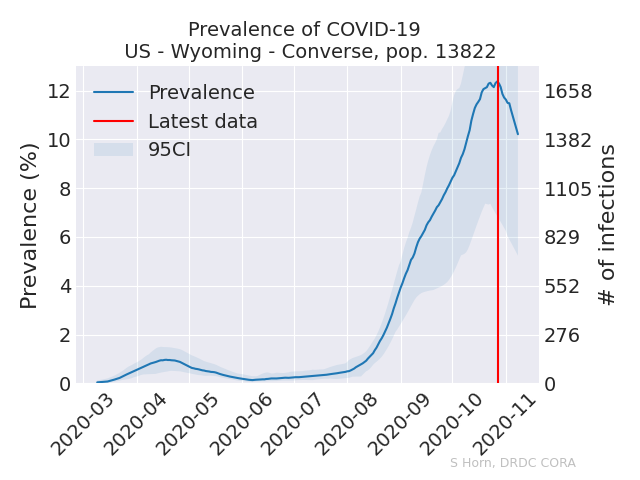 Prevalence of COVID-19
US - Wyoming - Converse, pop. 13822
Prevalence
Latest data
95CI
Prevalence (%)
12
10
8
6
4
2
0
1658
1382
1105
829
552
276
0
# of infections
2020-03
2020-04
2020-05
2020-06
2020-07
2020-08
2020-09
2020-10
2020-11
S Horn, DRDC CORA